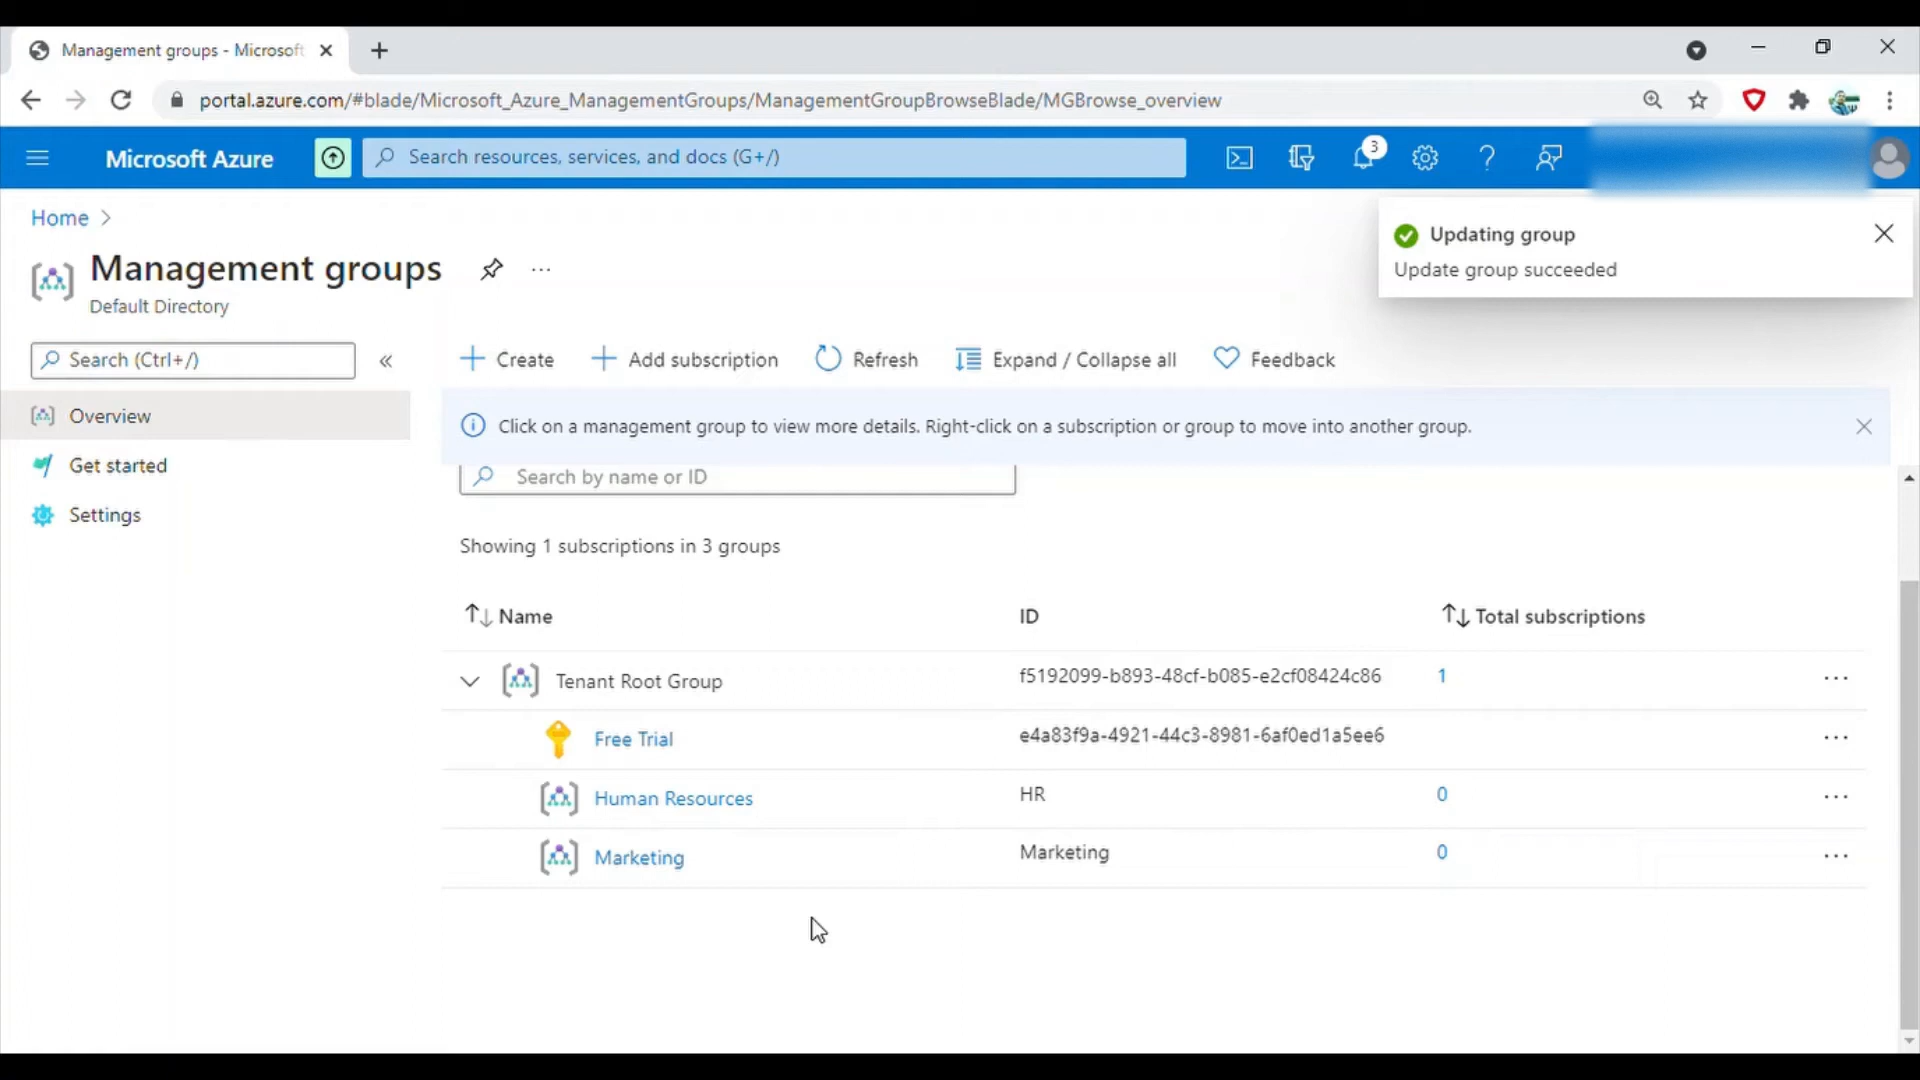 Management groups - Microsoft
portal.azure.com/#blade/Microsoft_Azure_ManagementGroups/ManagementGroupBrowseBlade/MGBrowse_overview
Microsoft Azure
Search resources, services, and docs (G+/)
3
Home
Updating group
Update group succeeded
Management groups
Default Directory
Search (Ctrl+/)
Create
Add subscription
Refresh
Expand / Collapse all
Feedback
Overview
Get started
Settings
Click on a management group to view more details. Right-click on a subscription or group to move into another group.
Search by name or ID
Showing 1 subscriptions in 3 groups
Name ID Total subscriptions
Tenant Root Group f5192099-b893-48cf-b085-e2cf08424c86 1
Free Trial e4a83f9a-4921-44c3-8981-6af0ed1a5ee6
Human Resources HR 0
Marketing Marketing 0